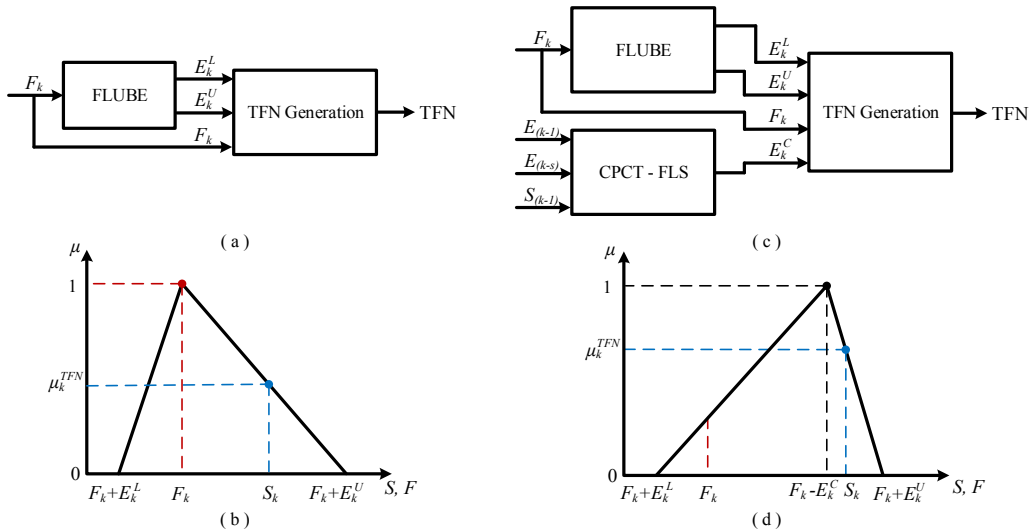 F_k
FLUBE
E_k^L
E_k^U
F_k
TFN Generation
TFN
( a )
μ
1
μ_k^{TFN}
0
F_k+E_k^L
F_k
S_k
F_k+E_k^U
S, F
( b )
F_k
FLUBE
E_k^L
E_k^U
F_k
E_k^C
E_{(k-1)}
E_{(k-s)}
S_{(k-1)}
CPCT - FLS
TFN Generation
TFN
( c )
μ
1
μ_k^{TFN}
0
F_k+E_k^L
F_k
F_k-E_k^C
S_k
F_k+E_k^U
S, F
( d )